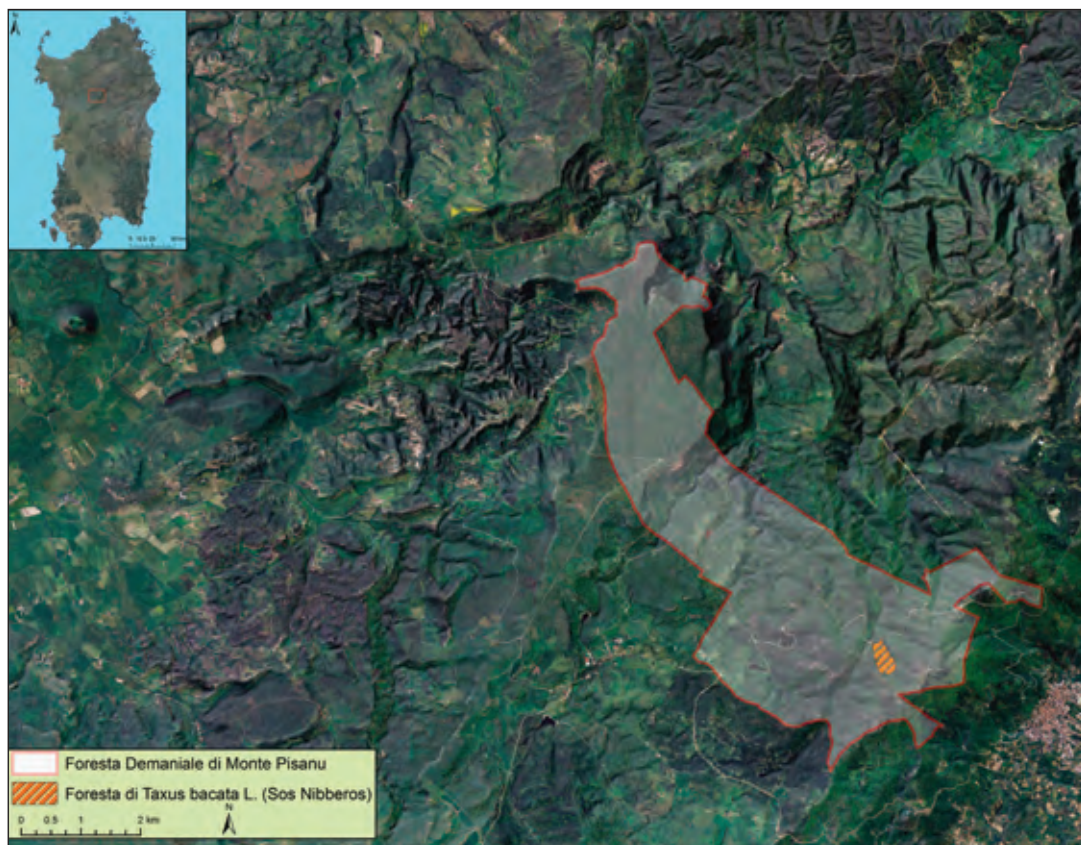 N
Foresta Demaniale di Monte Pisanu
Foresta di Taxus bacata L. (Sos Nibberos)
N
0 0.5 1 2 km